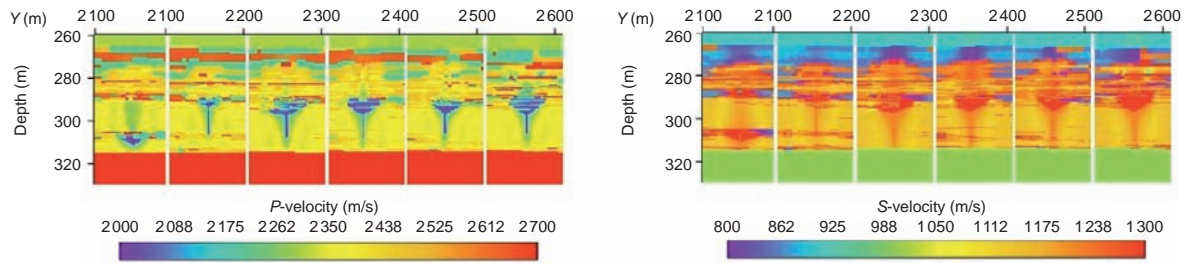 Y (m) 2100 2200 2300 2400 2500 2600
260
280
300
320
Depth (m)
P-velocity (m/s)
2000 2088 2175 2262 2350 2438 2525 2612 2700
Y (m) 2100 2100 2200 2300 2400 2500 2600
260
280
300
320
Depth (m)
S-velocity (m/s)
800 862 925 988 1050 1112 1175 1238 1300